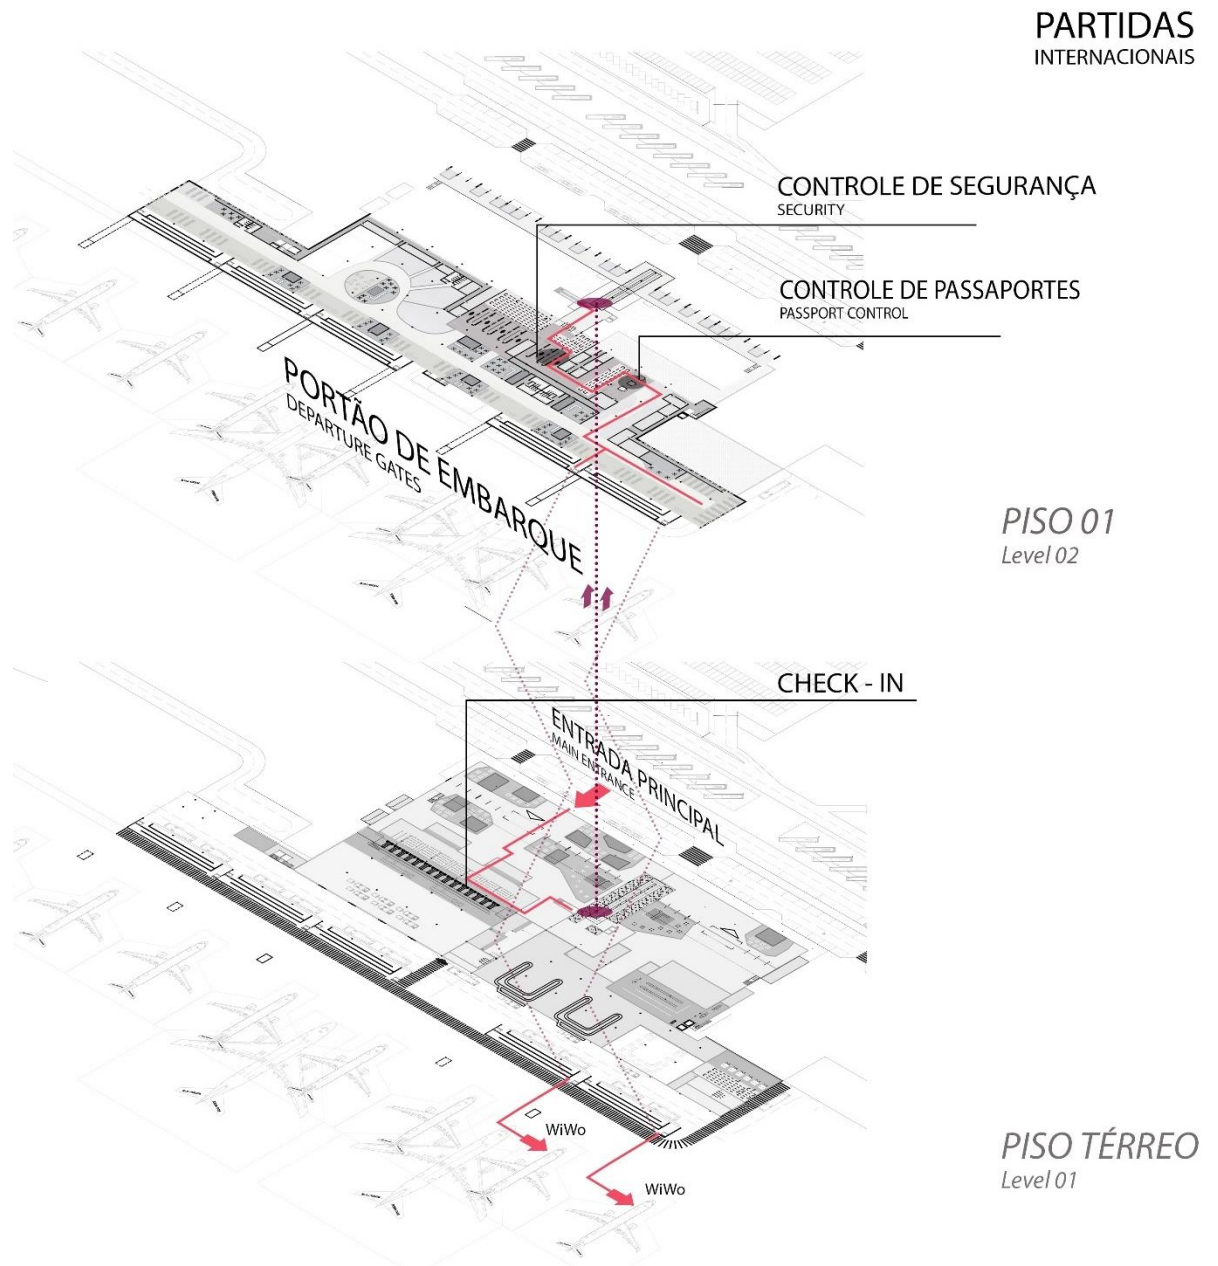 PARTIDAS
INTERNACIONAIS
CONTROLE DE SEGURANÇA
SECURITY
CONTROLE DE PASSAPORTES
PASSPORT CONTROL
PORTÃO DE EMBARQUE
DEPARTURE GATES
PISO 01
Level 02
CHECK - IN
ENTRADA PRINCIPAL
MAIN ENTRANCE
WiWo
WiWo
PISO TÉRREO
Level 01